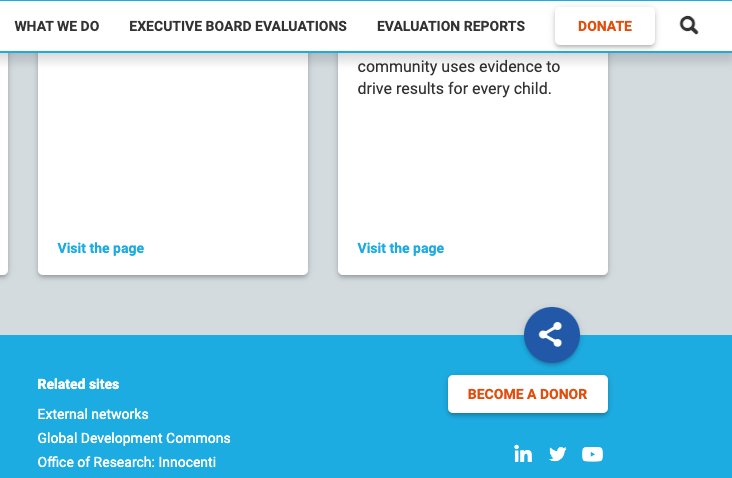 WHAT WE DO
EXECUTIVE BOARD EVALUATIONS
EVALUATION REPORTS
DONATE
community uses evidence to
drive results for every child.
Visit the page
Visit the page
Related sites
External networks
Global Development Commons
Office of Research: Innocenti
BECOME A DONOR
in